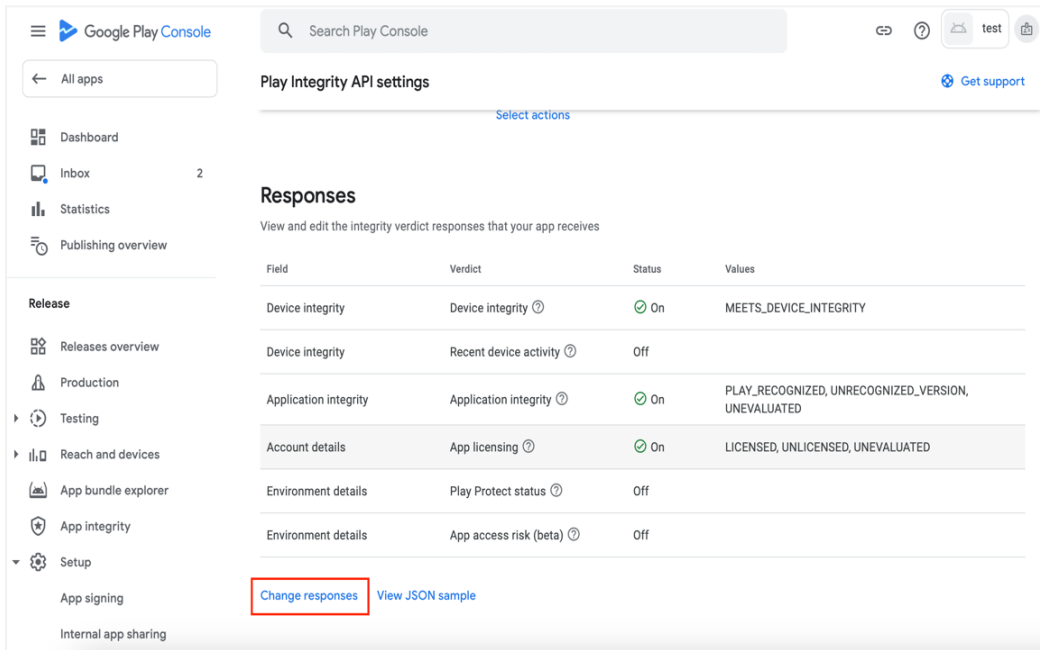 Google Play Console
Search Play Console
test
All apps
Play Integrity API settings
Get support
Select actions
Dashboard
Inbox 2
Statistics
Publishing overview
Release
Releases overview
Production
Testing
Reach and devices
App bundle explorer
App integrity
Setup
App signing
Internal app sharing
Responses
View and edit the integrity verdict responses that your app receives
Field Verdict Status Values
Device integrity Device integrity On MEETS_DEVICE_INTEGRITY
Device integrity Recent device activity Off
Application integrity Application integrity On PLAY_RECOGNIZED, UNRECOGNIZED_VERSION,
UNEVALUATED
Account details App licensing On LICENSED, UNLICENSED, UNEVALUATED
Environment details Play Protect status Off
Environment details App access risk (beta) Off
Change responses View JSON sample